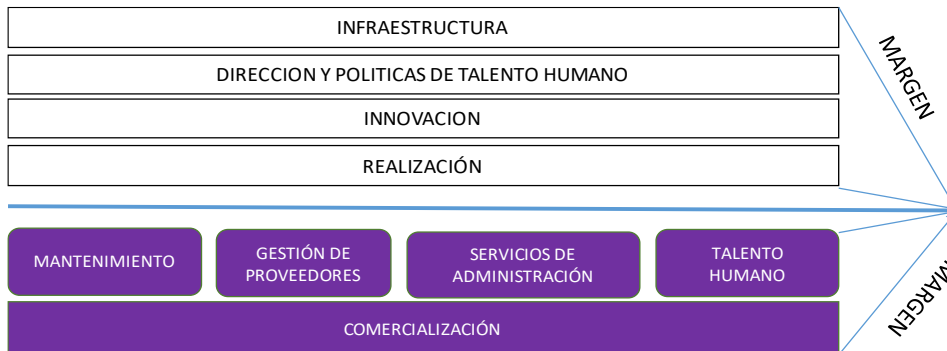 INFRAESTRUCTURA
MARGEN
DIRECCION Y POLITICAS DE TALENTO HUMANO
INNOVACION
REALIZACIÓN
MANTENIMIENTO
GESTIÓN DE
PROVEEDORES
SERVICIOS DE
ADMINISTRACIÓN
TALENTO
HUMANO
MARGEN
COMERCIALIZACIÓN